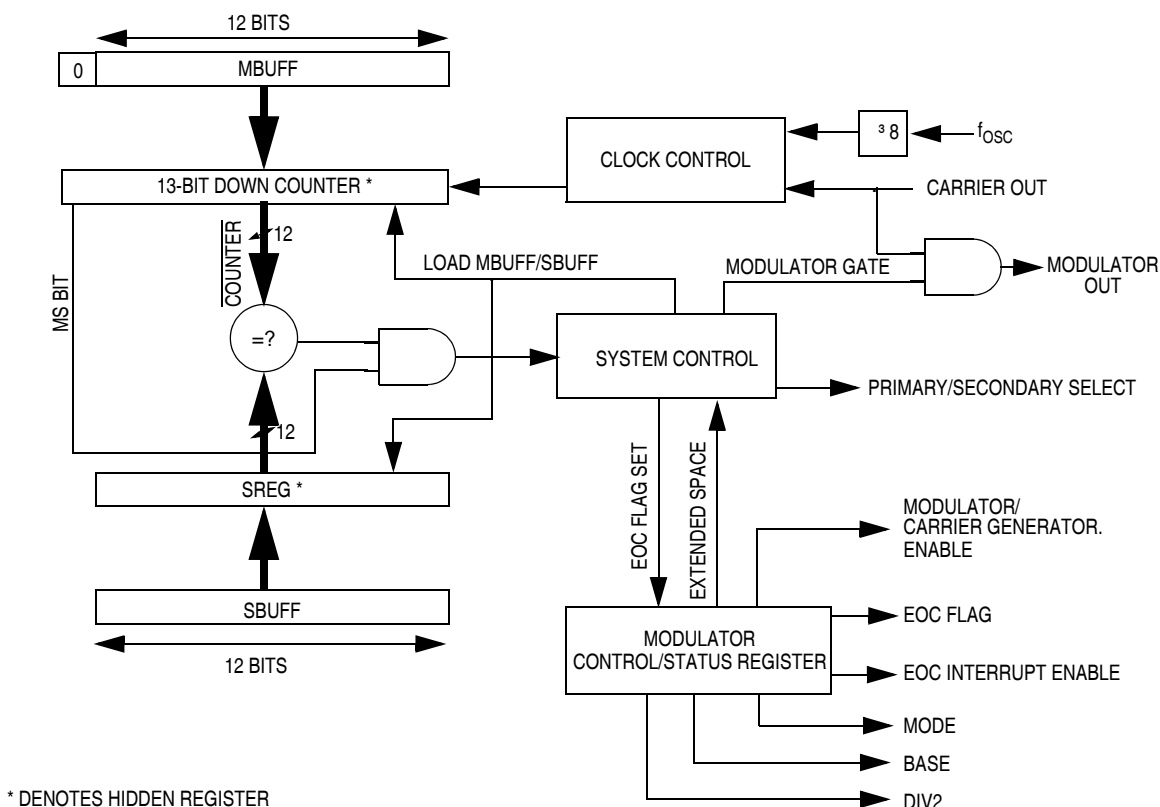 12 BITS
0
MBUFF
13-BIT DOWN COUNTER *
CLOCK CONTROL
³ 8
fOSC
CARRIER OUT
12
COUNTER
MS BIT
LOAD MBUFF/SBUFF
MODULATOR GATE
MODULATOR
OUT
=?
SYSTEM CONTROL
PRIMARY/SECONDARY SELECT
12
SREG *
EOC FLAG SET
EXTENDED SPACE
MODULATOR/
CARRIER GENERATOR.
ENABLE
SBUFF
12 BITS
MODULATOR
CONTROL/STATUS REGISTER
EOC FLAG
EOC INTERRUPT ENABLE
MODE
BASE
DIV2
* DENOTES HIDDEN REGISTER